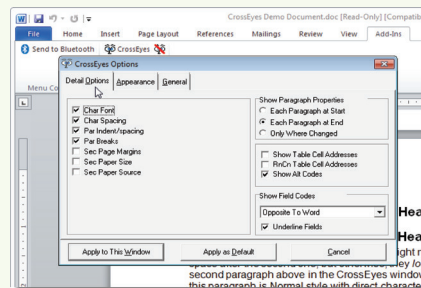 CrossEyes Demo Document.doc [Read-Only] [Compatib
File Home Insert Page Layout References Mailings Review View Add-Ins
Send to Bluetooth CrossEyes
Menu Co
CrossEyes Options
Detail Options Appearance General
Char Font
Char Spacing
Par Indent/spacing
Par Breaks
Sec Page Margins
Sec Paper Size
Sec Paper Source
Show Paragraph Properties
Each Paragraph at Start
Each Paragraph at End
Only Where Changed
Show Table Cell Addresses
RnCn Table Cell Addresses
Show Alt Codes
Show Field Codes
Opposite To Word
Underline Fields
Apply to This Window Apply as Default Cancel
Hea
Hea
ight m
ey lo
second paragraph above in the CrossEyes window
this paragraph is Normal style with direct characte